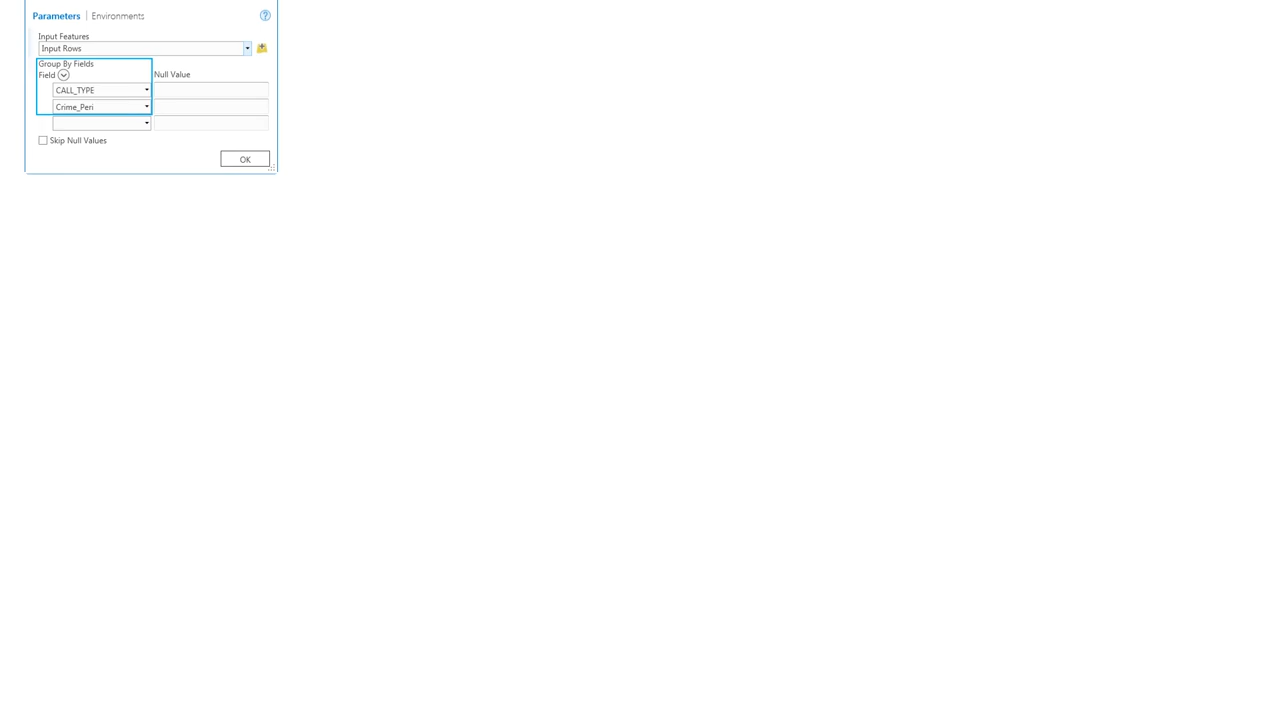 Parameters | Environments ?
Input Features
Input Rows
Group By Fields
Field Null Value
CALL_TYPE
Crime_Peri
Skip Null Values
OK